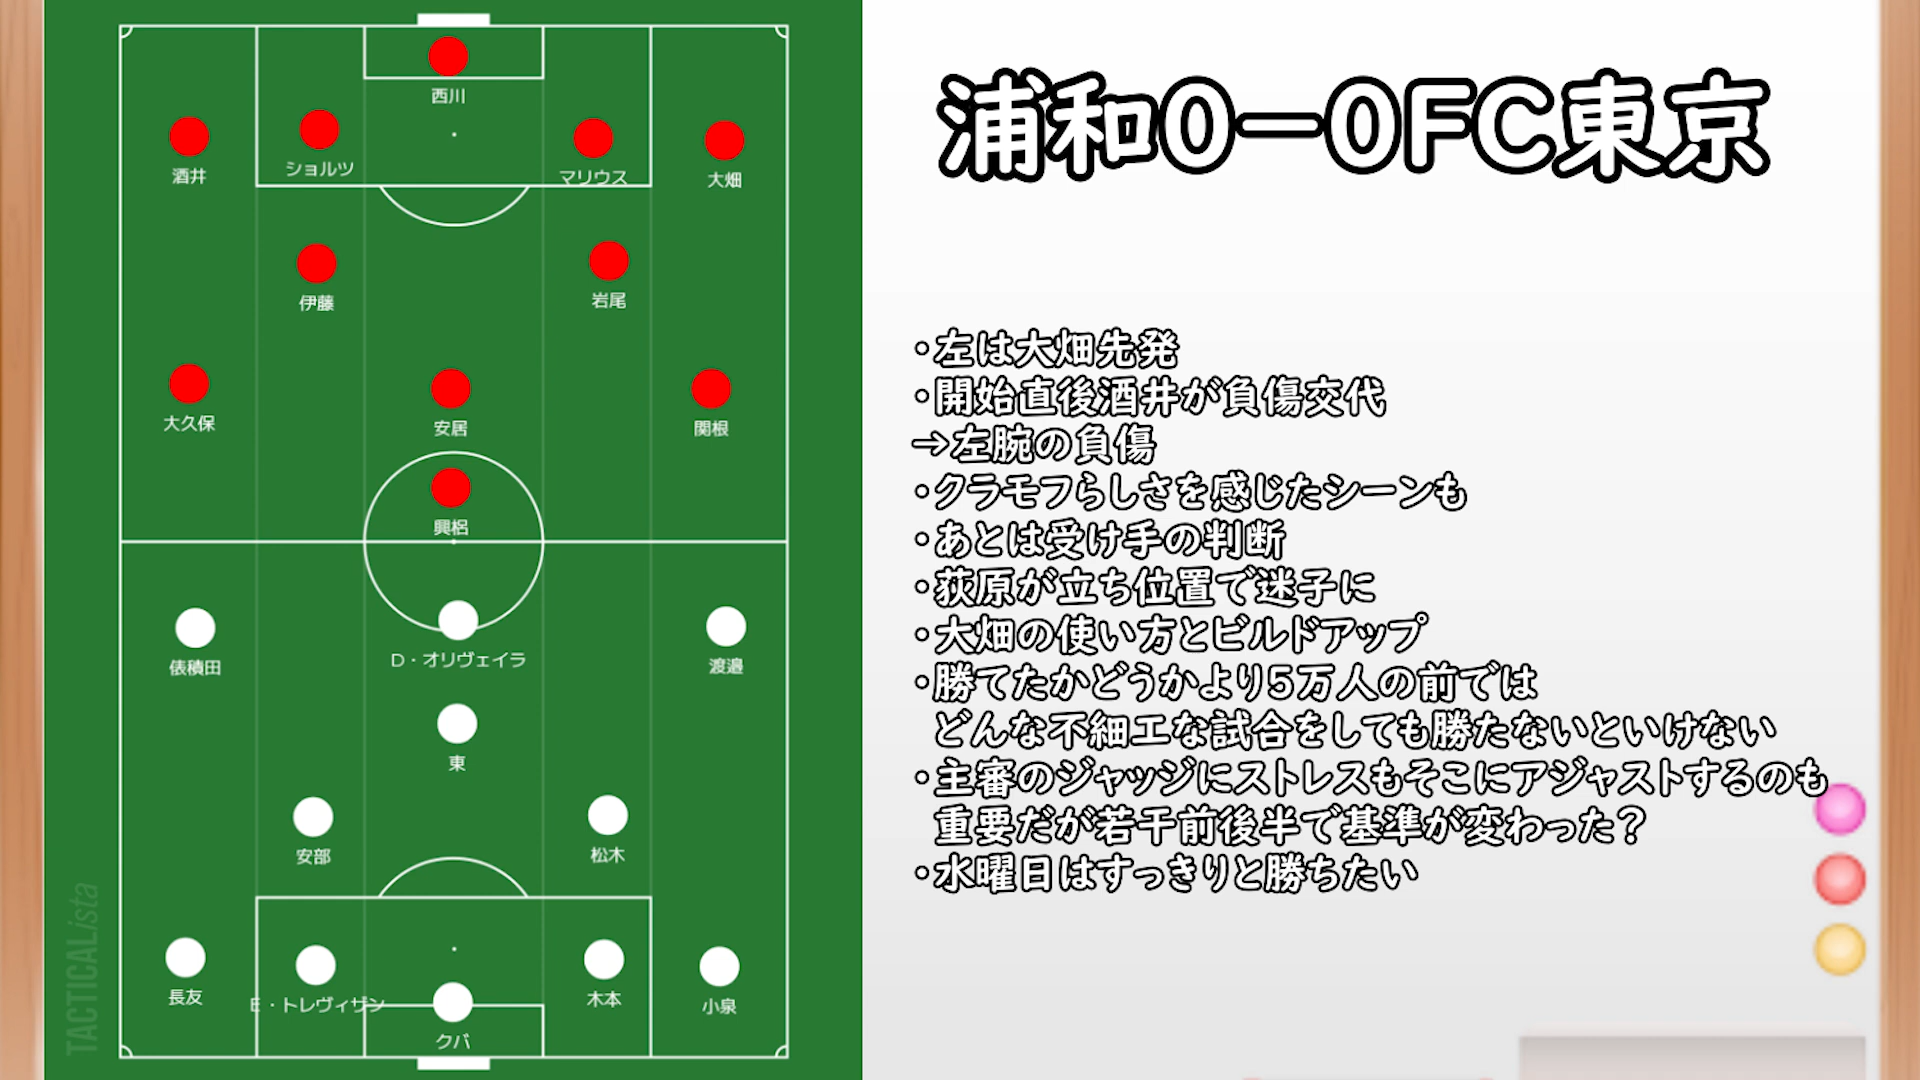 浦和0ー0FC東京
西川
酒井
ショルツ
マリウス
大畑
伊藤
岩尾
大久保
安居
関根
興梠
俵積田
D・オリヴェイラ
渡邉
東
安部
松木
長友
E・トレヴィザン
木本
小泉
クバ
TACTICALista
・左は大畑先発
・開始直後酒井が負傷交代
→左腕の負傷
・クラモフらしさを感じたシーンも
・あとは受け手の判断
・荻原が立ち位置で迷子に
・大畑の使い方とビルドアップ
・勝てたかどうかより5万人の前では
どんな不細工な試合をしても勝たないといけない
・主審のジャッジにストレスもそこにアジャストするのも
重要だが若干前後半で基準が変わった?
・水曜日はすっきりと勝ちたい